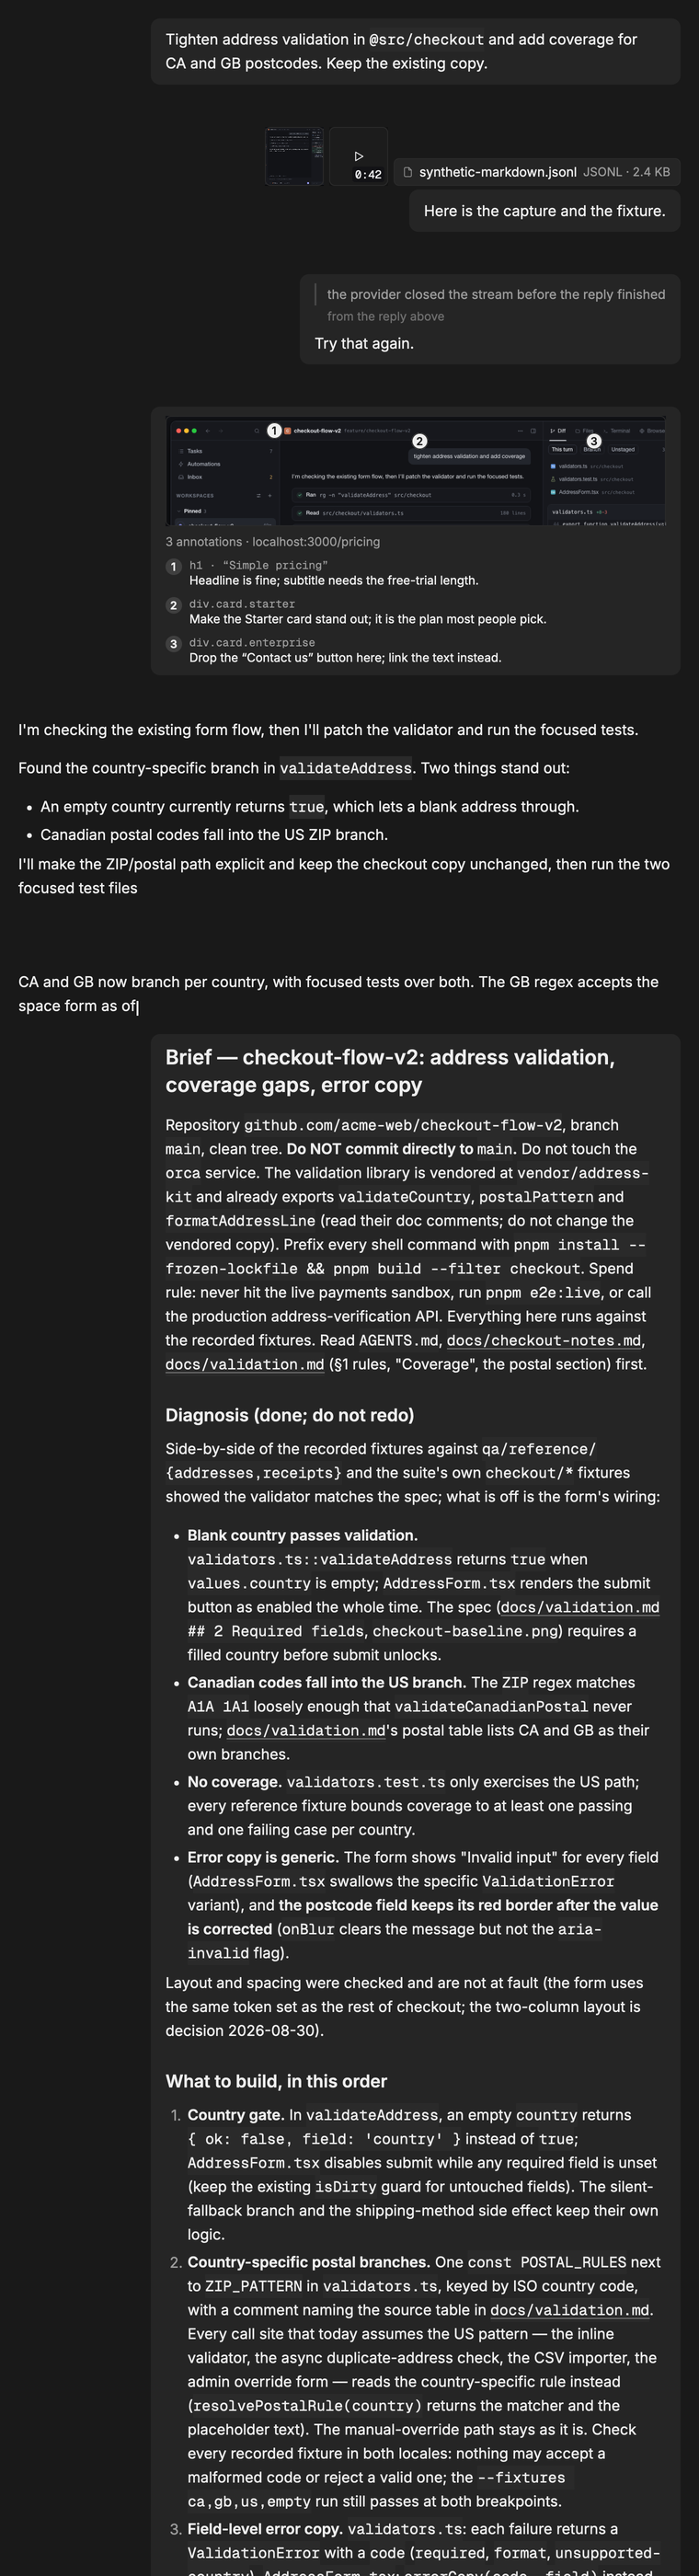 Tighten address validation in @src/checkout and add coverage for
CA and GB postcodes. Keep the existing copy.
0:42
synthetic-markdown.jsonl JSONL · 2.4 KB
Here is the capture and the fixture.
the provider closed the stream before the reply finished
from the reply above
Try that again.
1 checkout-flow-v2 feature/checkout-flow-v2
Diff Files Terminal Browse
2
3
This turn Branch Unstaged
Tasks 7
tighten address validation and add coverage
Automations
validators.ts src/checkout
Inbox 2
I'm checking the existing form flow, then I'll patch the validator and run the focused tests.
validators.test.ts src/checkout
AddressForm.tsx src/checkout
WORKSPACES
Ran rg -n "validateAddress" src/checkout 0.3 s
Pinned
Read src/checkout/validators.ts 180 lines
validators.ts
3 annotations · localhost:3000/pricing
1 h1 · “Simple pricing”
Headline is fine; subtitle needs the free-trial length.
2 div.card.starter
Make the Starter card stand out; it is the plan most people pick.
3 div.card.enterprise
Drop the “Contact us” button here; link the text instead.
I'm checking the existing form flow, then I'll patch the validator and run the focused tests.
Found the country-specific branch in validateAddress. Two things stand out:
• An empty country currently returns true, which lets a blank address through.
• Canadian postal codes fall into the US ZIP branch.
I'll make the ZIP/postal path explicit and keep the checkout copy unchanged, then run the two
focused test files
CA and GB now branch per country, with focused tests over both. The GB regex accepts the
space form as of
Brief — checkout-flow-v2: address validation,
coverage gaps, error copy
Repository github.com/acme-web/checkout-flow-v2, branch
main, clean tree. Do NOT commit directly to main. Do not touch the
orca service. The validation library is vendored at vendor/address-
kit and already exports validateCountry, postalPattern and
formatAddressLine (read their doc comments; do not change the
vendored copy). Prefix every shell command with pnpm install --
frozen-lockfile && pnpm build --filter checkout. Spend
rule: never hit the live payments sandbox, run pnpm e2e:live, or call
the production address-verification API. Everything here runs against
the recorded fixtures. Read AGENTS.md, docs/checkout-notes.md,
docs/validation.md (§1 rules, "Coverage", the postal section) first.
Diagnosis (done; do not redo)
Side-by-side of the recorded fixtures against qa/reference/
{addresses,receipts} and the suite's own checkout/* fixtures
showed the validator matches the spec; what is off is the form's wiring:
• Blank country passes validation.
validators.ts::validateAddress returns true when
values.country is empty; AddressForm.tsx renders the submit
button as enabled the whole time. The spec (docs/validation.md
## 2 Required fields, checkout-baseline.png) requires a
filled country before submit unlocks.
• Canadian codes fall into the US branch. The ZIP regex matches
A1A 1A1 loosely enough that validateCanadianPostal never
runs; docs/validation.md's postal table lists CA and GB as their
own branches.
• No coverage. validators.test.ts only exercises the US path;
every reference fixture bounds coverage to at least one passing
and one failing case per country.
• Error copy is generic. The form shows "Invalid input" for every field
(AddressForm.tsx swallows the specific ValidationError
variant), and the postcode field keeps its red border after the value
is corrected (onBlur clears the message but not the aria-
invalid flag).
Layout and spacing were checked and are not at fault (the form uses
the same token set as the rest of checkout; the two-column layout is
decision 2026-08-30).
What to build, in this order
1. Country gate. In validateAddress, an empty country returns
{ ok: false, field: 'country' } instead of true;
AddressForm.tsx disables submit while any required field is unset
(keep the existing isDirty guard for untouched fields). The silent-
fallback branch and the shipping-method side effect keep their own
logic.
2. Country-specific postal branches. One const POSTAL_RULES next
to ZIP_PATTERN in validators.ts, keyed by ISO country code,
with a comment naming the source table in docs/validation.md.
Every call site that today assumes the US pattern — the inline
validator, the async duplicate-address check, the CSV importer, the
admin override form — reads the country-specific rule instead
(resolvePostalRule(country) returns the matcher and the
placeholder text). The manual-override path stays as it is. Check
every recorded fixture in both locales: nothing may accept a
malformed code or reject a valid one; the --fixtures
ca,gb,us,empty run still passes at both breakpoints.
3. Field-level error copy. validators.ts: each failure returns a
ValidationError with a code (required, format, unsupported-